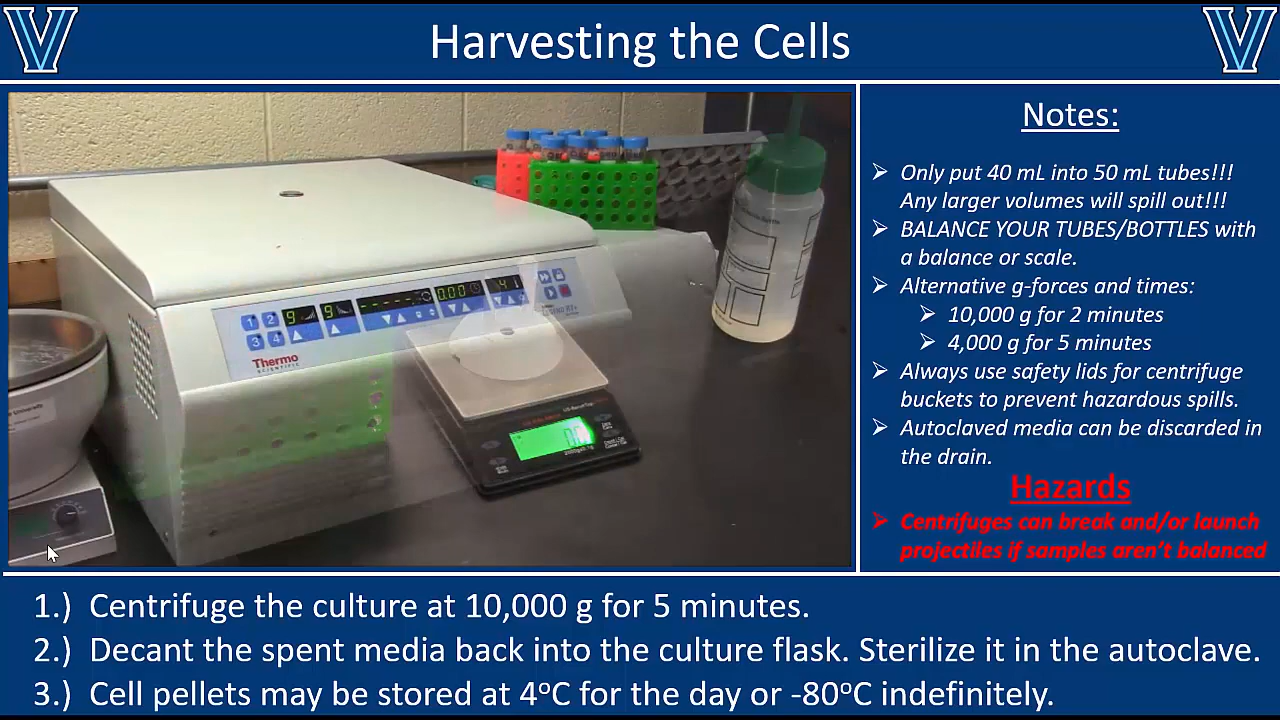 Harvesting the Cells
Notes:
Only put 40 mL into 50 mL tubes!!!
Any larger volumes will spill out!!!
BALANCE YOUR TUBES/BOTTLES with
a balance or scale.
Alternative g-forces and times:
10,000 g for 2 minutes
4,000 g for 5 minutes
Always use safety lids for centrifuge
buckets to prevent hazardous spills.
Autoclaved media can be discarded in
the drain.
Hazards
Centrifuges can break and/or launch
projectiles if samples aren't balanced
Thermo
SCIENTIFIC
1 2
3 4
1.) Centrifuge the culture at 10,000 g for 5 minutes.
2.) Decant the spent media back into the culture flask. Sterilize it in the autoclave.
3.) Cell pellets may be stored at 4°C for the day or -80°C indefinitely.